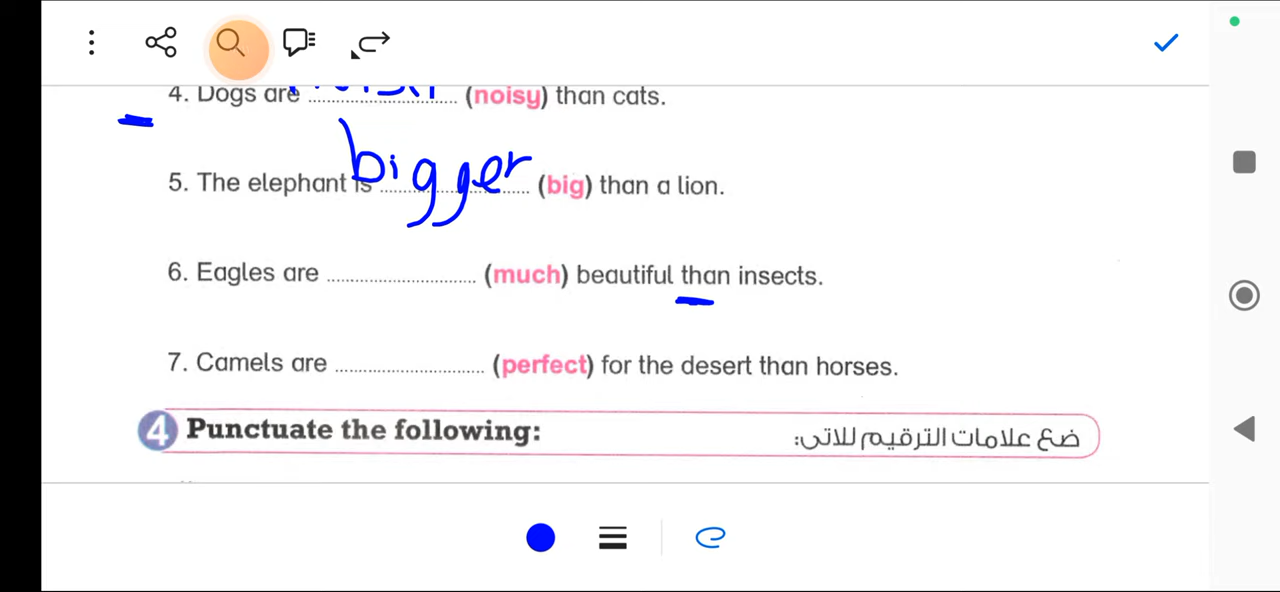 4. Dogs are .............................. (noisy) than cats.
5. The elephant is bigger (big) than a lion.
6. Eagles are .............................. (much) beautiful than insects.
7. Camels are .............................. (perfect) for the desert than horses.
4 Punctuate the following: ضع علامات الترقيم للآتى: